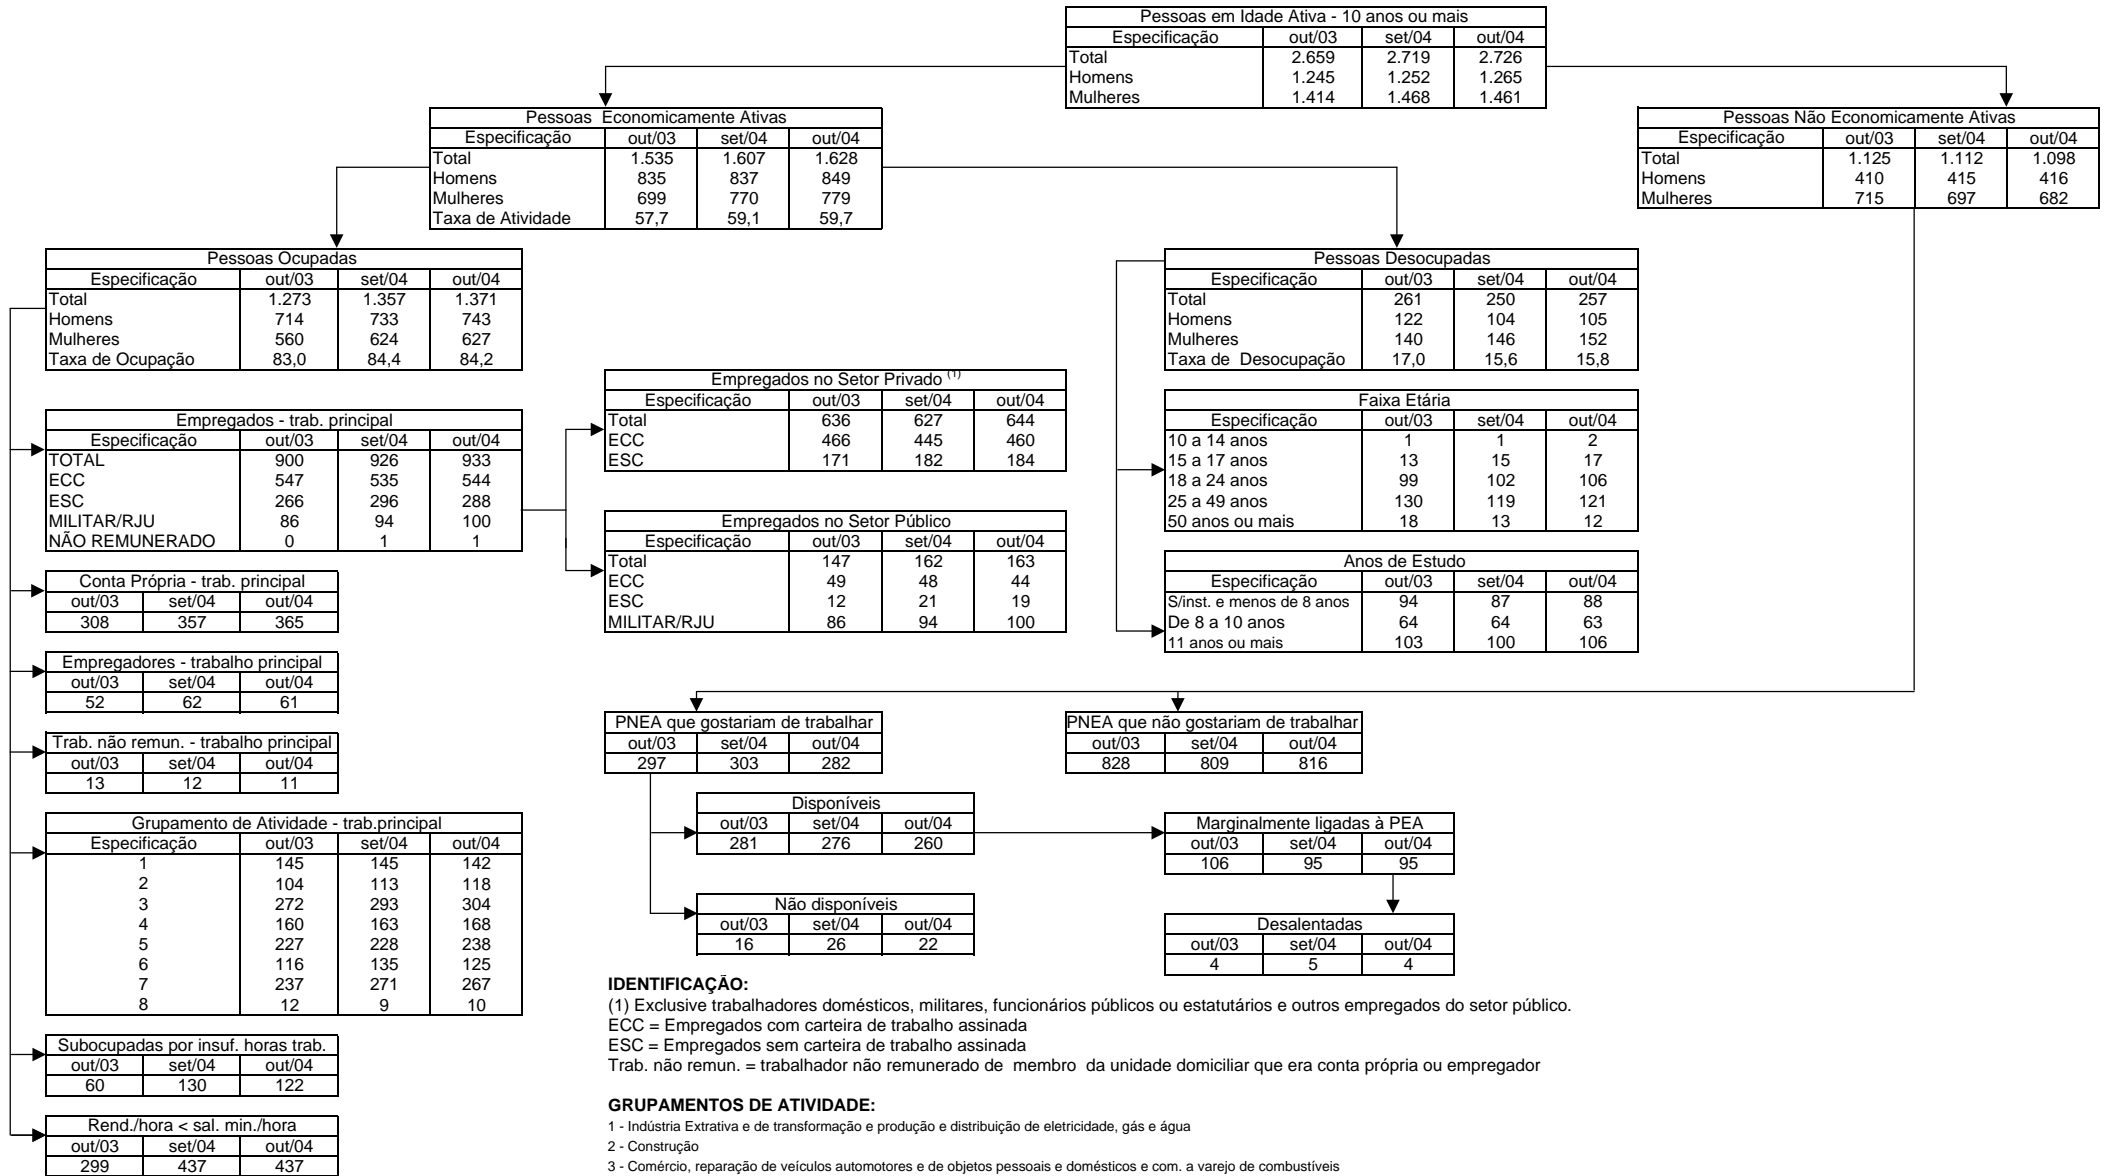 Pessoas em Idade Ativa - 10 anos ou mais
Especificação out/03 set/04 out/04
Total 2.659 2.719 2.726
Homens 1.245 1.252 1.265
Mulheres 1.414 1.468 1.461
Pessoas Economicamente Ativas
Especificação out/03 set/04 out/04
Total 1.535 1.607 1.628
Homens 835 837 849
Mulheres 699 770 779
Taxa de Atividade 57,7 59,1 59,7
Pessoas Não Economicamente Ativas
Especificação out/03 set/04 out/04
Total 1.125 1.112 1.098
Homens 410 415 416
Mulheres 715 697 682
Pessoas Ocupadas
Especificação out/03 set/04 out/04
Total 1.273 1.357 1.371
Homens 714 733 743
Mulheres 560 624 627
Taxa de Ocupação 83,0 84,4 84,2
Pessoas Desocupadas
Especificação out/03 set/04 out/04
Total 261 250 257
Homens 122 104 105
Mulheres 140 146 152
Taxa de Desocupação 17,0 15,6 15,8
Empregados - trab. principal
Especificação out/03 set/04 out/04
TOTAL 900 926 933
ECC 547 535 544
ESC 266 296 288
MILITAR/RJU 86 94 100
NÃO REMUNERADO 0 1 1
Empregados no Setor Privado (1)
Especificação out/03 set/04 out/04
Total 636 627 644
ECC 466 445 460
ESC 171 182 184
Empregados no Setor Público
Especificação out/03 set/04 out/04
Total 147 162 163
ECC 49 48 44
ESC 12 21 19
MILITAR/RJU 86 94 100
Faixa Etária
Especificação out/03 set/04 out/04
10 a 14 anos 1 1 2
15 a 17 anos 13 15 17
18 a 24 anos 99 102 106
25 a 49 anos 130 119 121
50 anos ou mais 18 13 12
Anos de Estudo
Especificação out/03 set/04 out/04
S/inst. e menos de 8 anos 94 87 88
De 8 a 10 anos 64 64 63
11 anos ou mais 103 100 106
Conta Própria - trab. principal
out/03 set/04 out/04
308 357 365
Empregadores - trabalho principal
out/03 set/04 out/04
52 62 61
Trab. não remun. - trabalho principal
out/03 set/04 out/04
13 12 11
Grupamento de Atividade - trab.principal
Especificação out/03 set/04 out/04
1 145 145 142
2 104 113 118
3 272 293 304
4 160 163 168
5 227 228 238
6 116 135 125
7 237 271 267
8 12 9 10
Subocupadas por insuf. horas trab.
out/03 set/04 out/04
60 130 122
Rend./hora < sal. min./hora
out/03 set/04 out/04
299 437 437
PNEA que gostariam de trabalhar
out/03 set/04 out/04
297 303 282
PNEA que não gostariam de trabalhar
out/03 set/04 out/04
828 809 816
Disponíveis
out/03 set/04 out/04
281 276 260
Marginalmente ligadas à PEA
out/03 set/04 out/04
106 95 95
Não disponíveis
out/03 set/04 out/04
16 26 22
Desalentadas
out/03 set/04 out/04
4 5 4
IDENTIFICAÇÃO:
(1) Exclusive trabalhadores domésticos, militares, funcionários públicos ou estatutários e outros empregados do setor público.
ECC = Empregados com carteira de trabalho assinada
ESC = Empregados sem carteira de trabalho assinada
Trab. não remun. = trabalhador não remunerado de membro da unidade domiciliar que era conta própria ou empregador
GRUPAMENTOS DE ATIVIDADE:
1 - Indústria Extrativa e de transformação e produção e distribuição de eletricidade, gás e água
2 - Construção
3 - Comércio, reparação de veículos automotores e de objetos pessoais e domésticos e com. a varejo de combustíveis